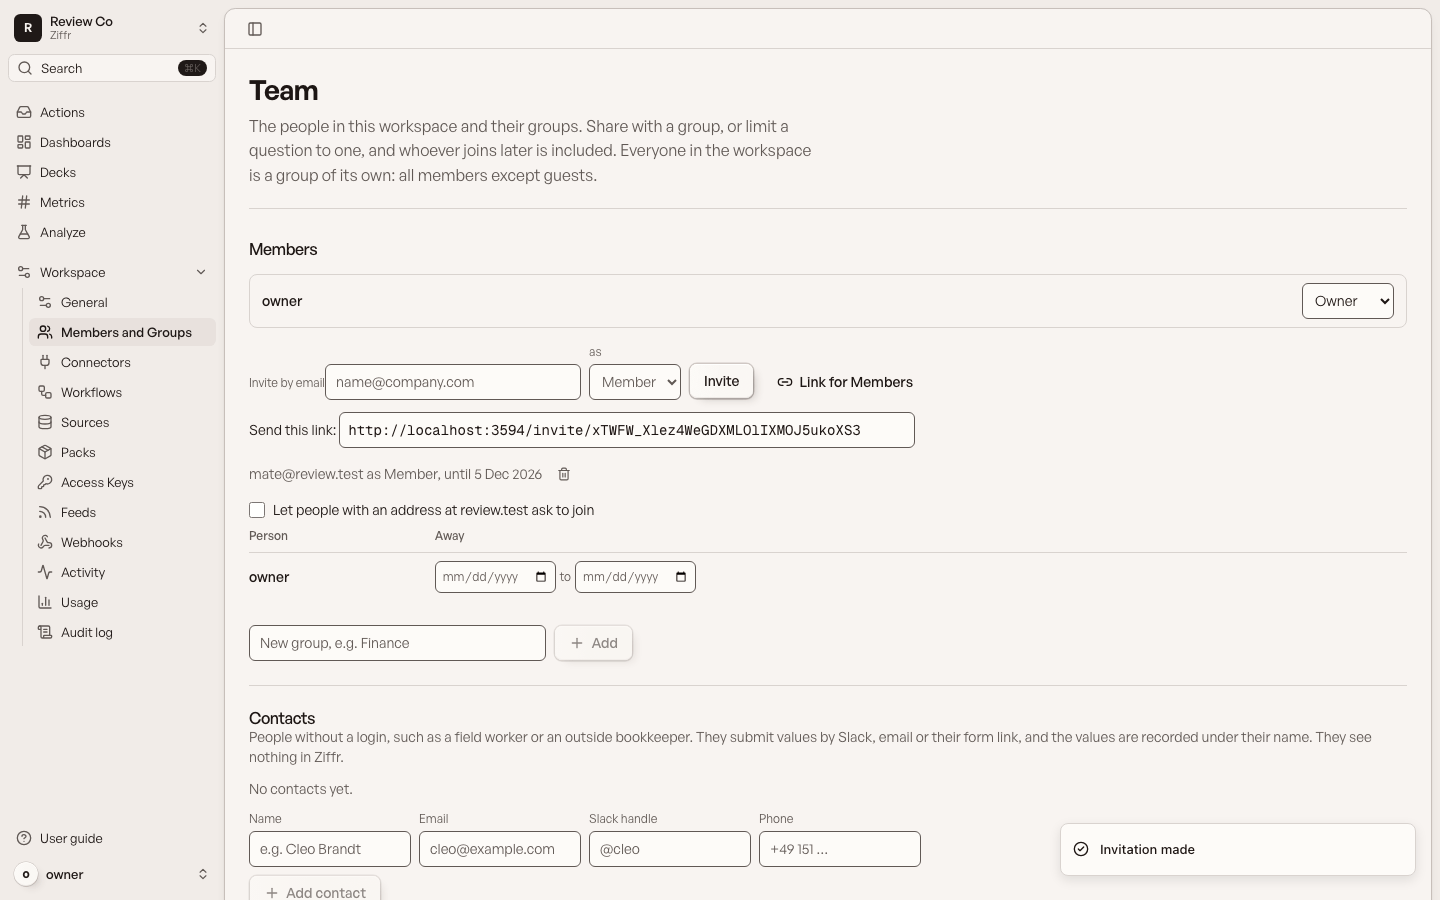 R
Review Co
Ziffr
Search
⌘K
Actions
Dashboards
Decks
Metrics
Analyze
Workspace
General
Members and Groups
Connectors
Workflows
Sources
Packs
Access Keys
Feeds
Webhooks
Activity
Usage
Audit log
User guide
o
owner
Team
The people in this workspace and their groups. Share with a group, or limit a
question to one, and whoever joins later is included. Everyone in the workspace
is a group of its own: all members except guests.
Members
owner
Owner
Invite by email
name@company.com
as
Member
Invite
Link for Members
Send this link:
http://localhost:3594/invite/xTWFW_Xlez4WeGDXMLOlIXMOJ5ukoXS3
mate@review.test as Member, until 5 Dec 2026
Let people with an address at review.test ask to join
Person
Away
owner
mm/dd/yyyy
to
mm/dd/yyyy
New group, e.g. Finance
Add
Contacts
People without a login, such as a field worker or an outside bookkeeper. They submit values by Slack, email or their form link, and the values are recorded under their name. They see
nothing in Ziffr.
No contacts yet.
Name
Email
Slack handle
Phone
e.g. Cleo Brandt
cleo@example.com
@cleo
+49 151 ...
Add contact
Invitation made